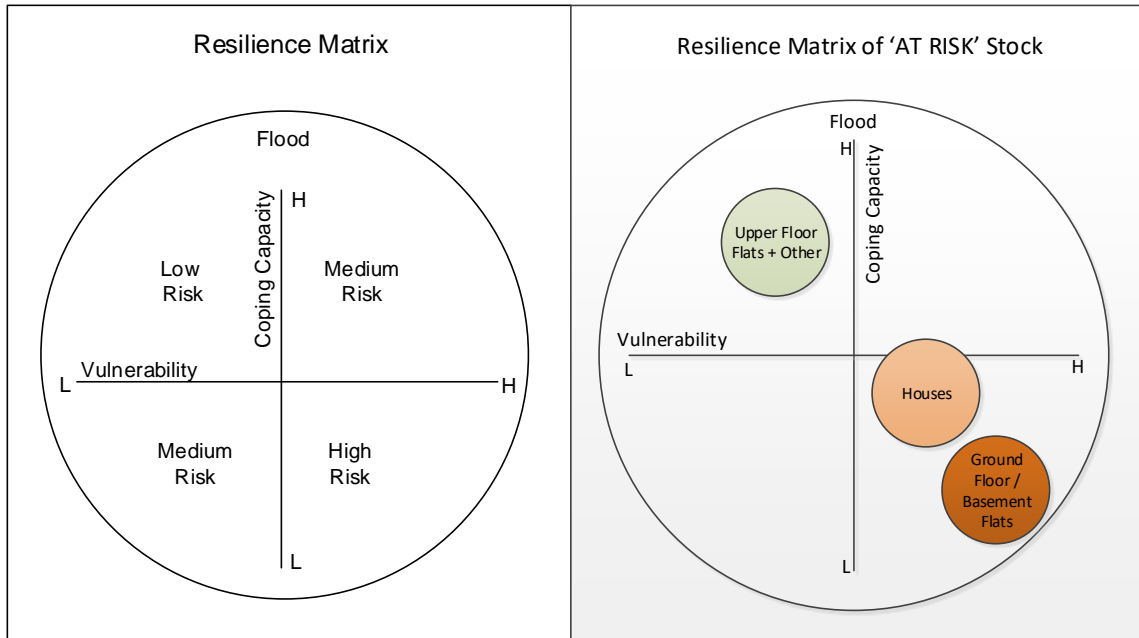 Resilience Matrix
Flood
H
Coping Capacity
Low
Risk
Medium
Risk
Vulnerability
L
H
Medium
Risk
High
Risk
L
Resilience Matrix of ‘AT RISK’ Stock
Flood
H
Coping Capacity
Upper Floor
Flats + Other
Vulnerability
L
H
Houses
Ground
Floor /
Basement
Flats
L